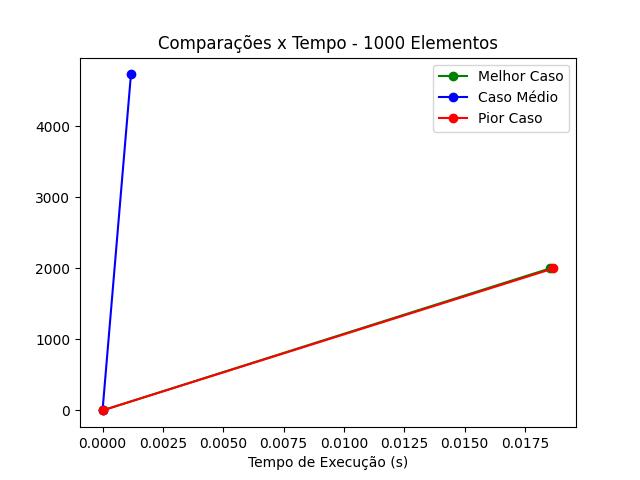 Comparações x Tempo - 1000 Elementos
Melhor Caso
Caso Médio
Pior Caso
4000
3000
2000
1000
0
0.0000 0.0025 0.0050 0.0075 0.0100 0.0125 0.0150 0.0175
Tempo de Execução (s)